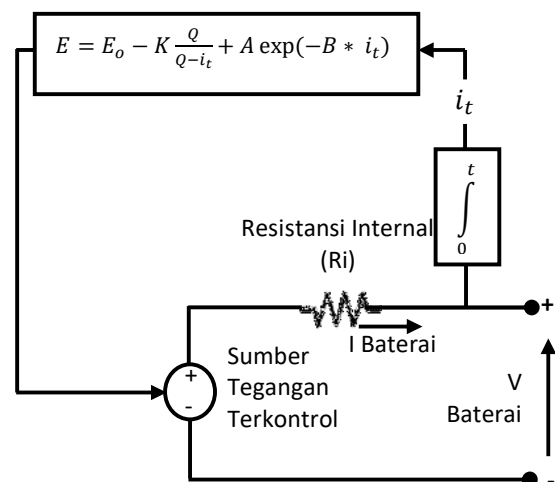 E = E_o − K Q/(Q−i_t) + A exp(−B * i_t)
i_t
t
∫
0
Resistansi Internal
(Ri)
+
I Baterai
+
-
Sumber
Tegangan
Terkontrol
V
Baterai
-